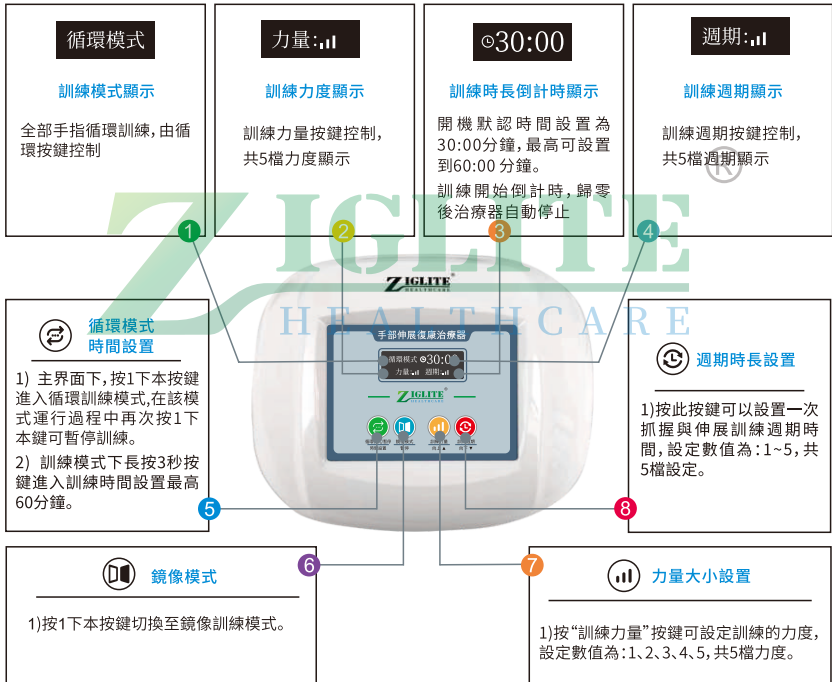 循環模式
訓練模式顯示
全部手指循環訓練，由循
環按鍵控制
力量:
訓練力度顯示
訓練力量按鍵控制，
共5檔力度顯示
30:00
訓練時長倒計時顯示
開機默認時間設置為
30:00分鐘，最高可設置
到60:00 分鐘。
訓練開始倒計時，歸零
後治療器自動停止
週期:
訓練週期顯示
訓練週期按鍵控制，
共5檔週期顯示
®
1
2
3
4
ZIGLITE
HEALTHCARE
ZIGLITE®
HEALTHCARE
手部伸展復康治療器
循環模式 30:00
力量: 週期:
ZIGLITE®
HEALTHCARE
循環模式
時間設置
1) 主界面下，按1下本按鍵
進入循環訓練模式,在該模
式運行過程中再次按1下
本鍵可暫停訓練。
2) 訓練模式下長按3秒按
鍵進入訓練時間設置最高
60分鐘。
5
週期時長設置
1)按此按鍵可以設置一次
抓握與伸展訓練週期時
間，設定數值為：1~5，共
5檔設定。
8
6
鏡像模式
1)按1下本按鍵切換至鏡像訓練模式。
7
力量大小設置
1)按“訓練力量”按鍵可設定訓練的力度，
設定數值為：1、2、3、4、5，共5檔力度。